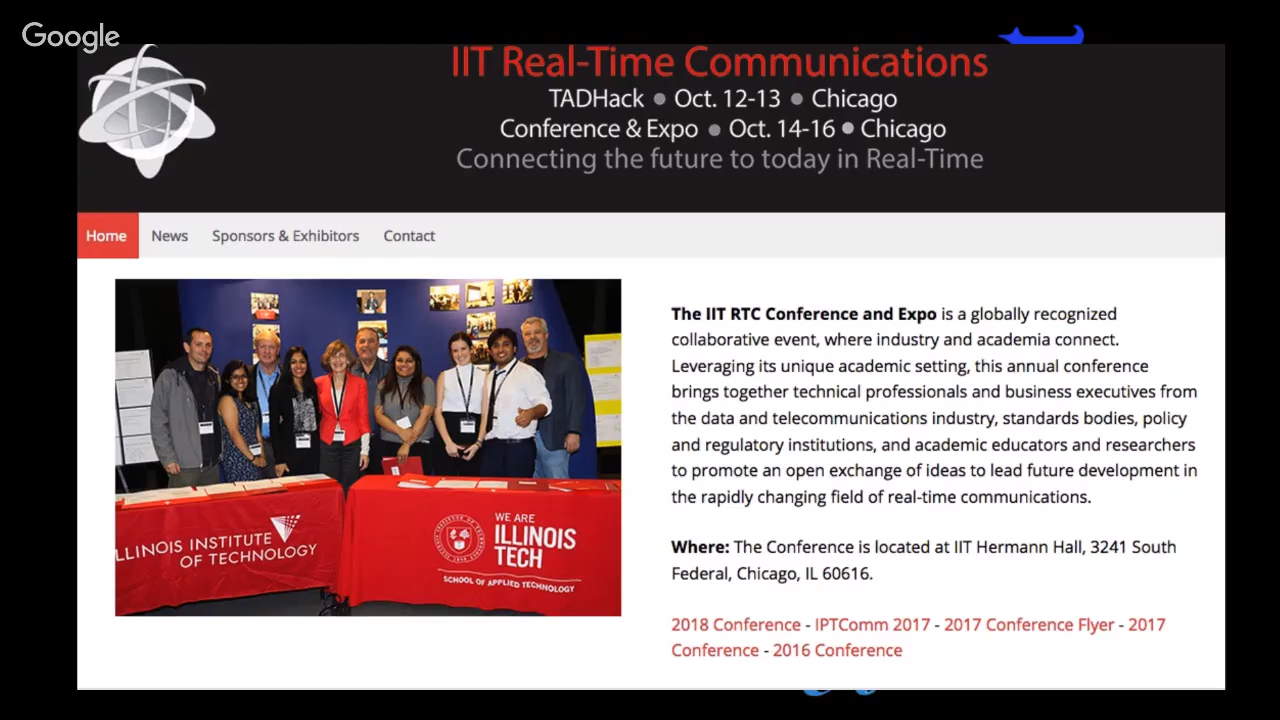 Google
IIT Real-Time Communications
TADHack • Oct. 12-13 • Chicago
Conference & Expo • Oct. 14-16 • Chicago
Connecting the future to today in Real-Time
Home News Sponsors & Exhibitors Contact
The IIT RTC Conference and Expo is a globally recognized
collaborative event, where industry and academia connect.
Leveraging its unique academic setting, this annual conference
brings together technical professionals and business executives from
the data and telecommunications industry, standards bodies, policy
and regulatory institutions, and academic educators and researchers
to promote an open exchange of ideas to lead future development in
the rapidly changing field of real-time communications.
Where: The Conference is located at IIT Hermann Hall, 3241 South
Federal, Chicago, IL 60616.
2018 Conference - IPTComm 2017 - 2017 Conference Flyer - 2017
Conference - 2016 Conference
ILLINOIS INSTITUTE
OF TECHNOLOGY
WE ARE
ILLINOIS
TECH
SCHOOL OF APPLIED TECHNOLOGY